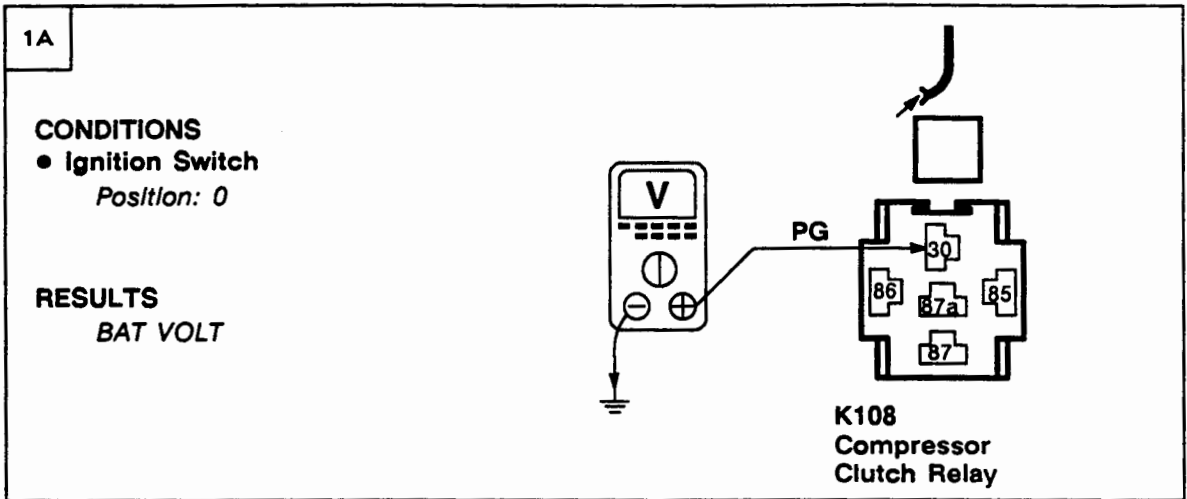 1A
CONDITIONS
● Ignition Switch
Position: 0
RESULTS
BAT VOLT
V
PG
30
86
87a
85
87
K108
Compressor
Clutch Relay